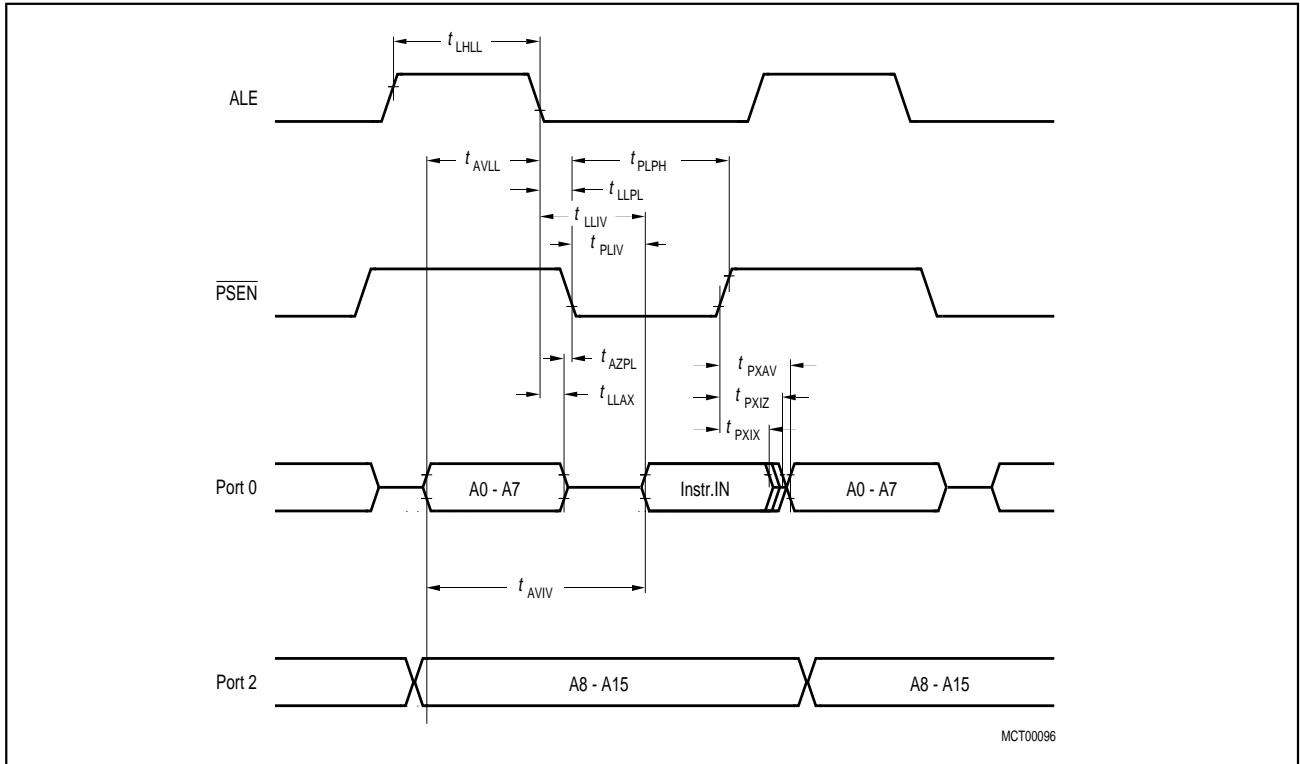 t LHLL
ALE
t AVLL
t PLPH
t LLPL
t LLIV
t PLIV
PSEN
t AZPL
t PXAV
t LLAX
t PXIZ
t PXIX
Port 0
A0 - A7
Instr.IN
A0 - A7
t AVIV
Port 2
A8 - A15
A8 - A15
MCT00096